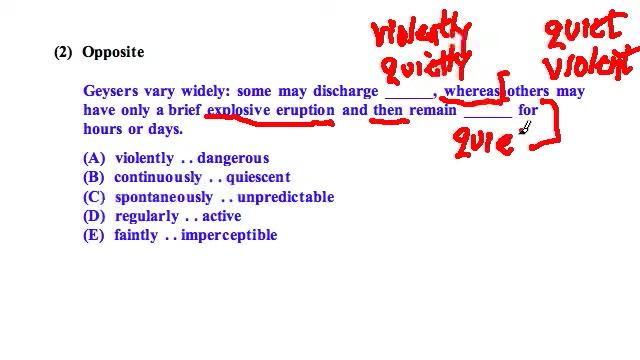 violently quiet
quietly violent
(2) Opposite
Geysers vary widely: some may discharge ______, whereas others may
have only a brief explosive eruption and then remain ______ for
hours or days.
quie
(A) violently . . dangerous
(B) continuously . . quiescent
(C) spontaneously . . unpredictable
(D) regularly . . active
(E) faintly . . imperceptible